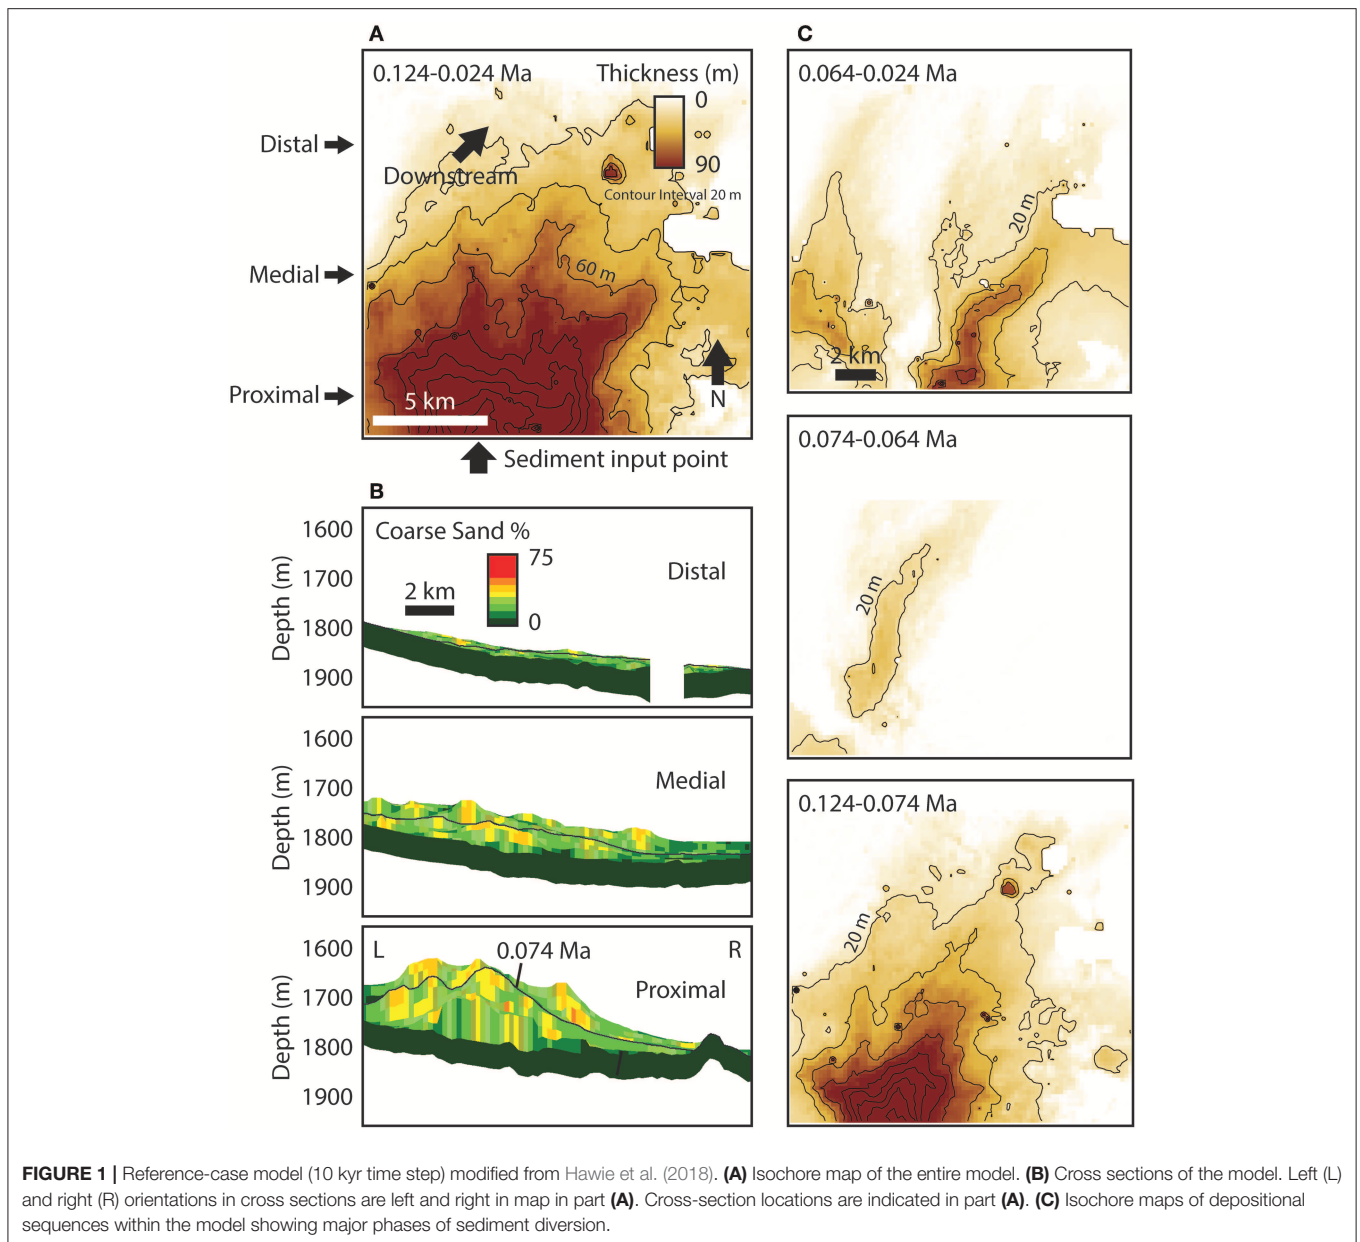 A
0.124-0.024 Ma
Thickness (m)
0
∞
90
Contour Interval 20 m
Downstream
Distal
Medial
Proximal
60 m
5 km
N
Sediment input point
B
Coarse Sand %
75
0
2 km
Distal
1600
1700
1800
1900
Depth (m)
Medial
1600
1700
1800
1900
Depth (m)
L
0.074 Ma
R
Proximal
1600
1700
1800
1900
Depth (m)
C
0.064-0.024 Ma
20 m
2 km
0.074-0.064 Ma
20 m
0.124-0.074 Ma
20 m
FIGURE 1 | Reference-case model (10 kyr time step) modified from Hawie et al. (2018). (A) Isochore map of the entire model. (B) Cross sections of the model. Left (L)
and right (R) orientations in cross sections are left and right in map in part (A). Cross-section locations are indicated in part (A). (C) Isochore maps of depositional
sequences within the model showing major phases of sediment diversion.